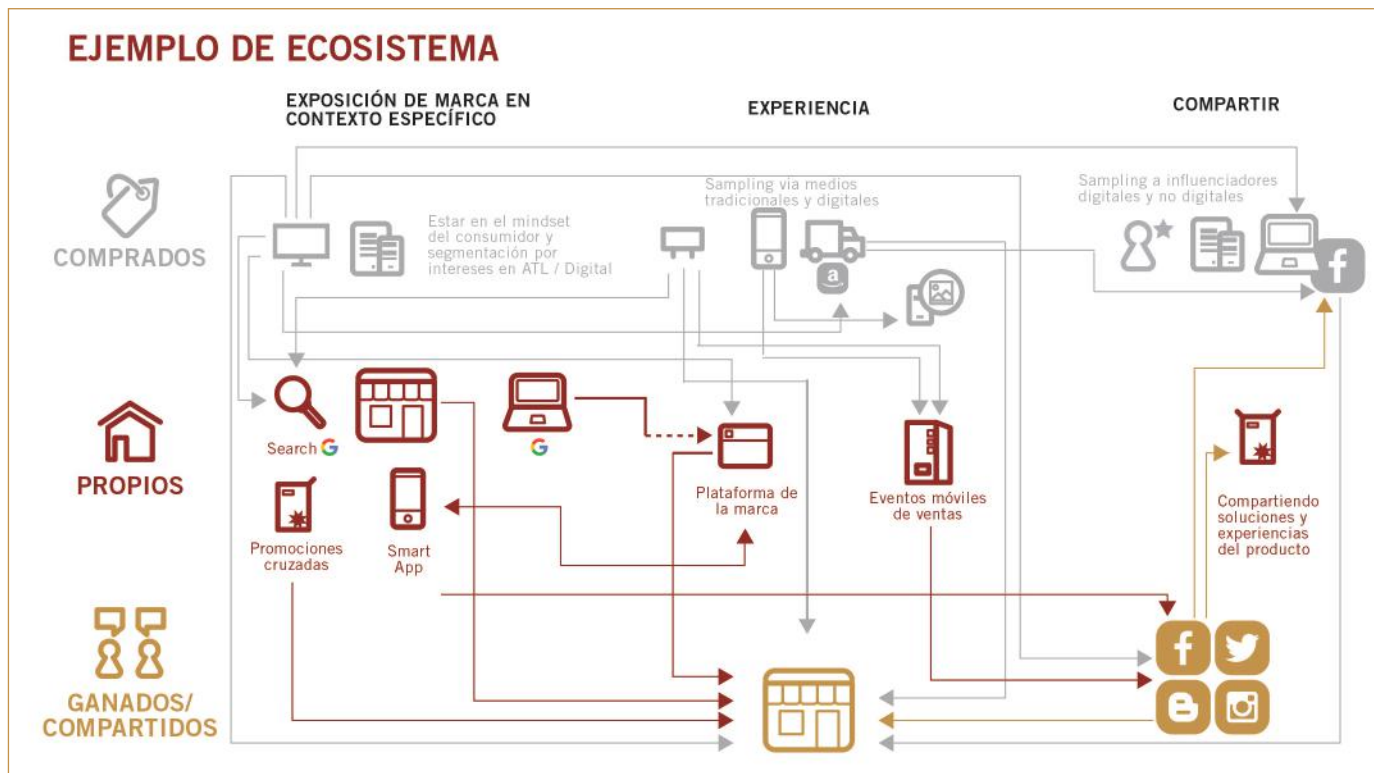 EJEMPLO DE ECOSISTEMA
EXPOSICIÓN DE MARCA EN
CONTEXTO ESPECÍFICO
EXPERIENCIA
COMPARTIR
COMPRADOS
Estar en el mindset
del consumidor y
segmentación por
intereses en ATL / Digital
Sampling vía medios
tradicionales y digitales
a
Sampling a influenciadores
digitales y no digitales
f
PROPIOS
Search G
G
Promociones
cruzadas
Smart
App
Plataforma de
la marca
Eventos móviles
de ventas
Compartiendo
soluciones y
experiencias
del producto
GANADOS/
COMPARTIDOS
f
B